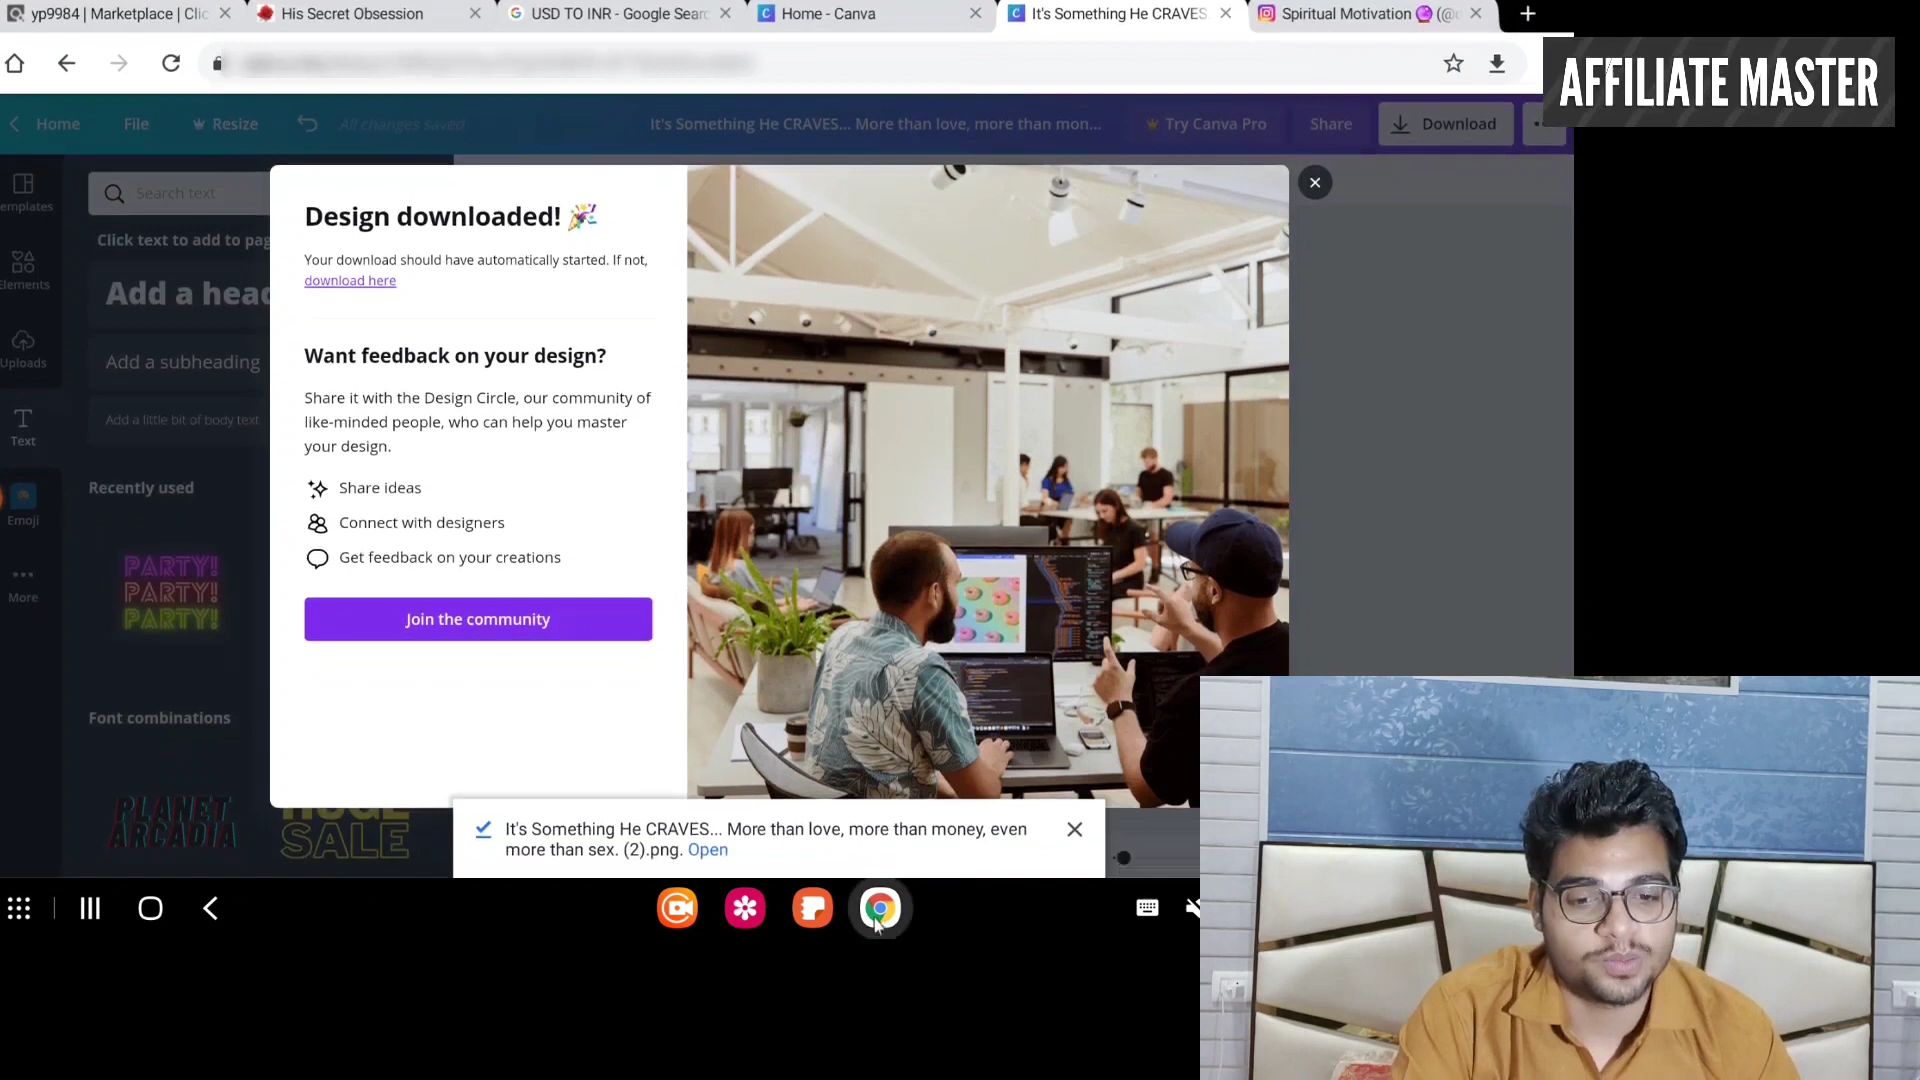 yp9984 | Marketplace | Clic
His Secret Obsession
USD TO INR - Google Searc
Home - Canva
It's Something He CRAVES
Spiritual Motivation 🔮 (@
AFFILIATE MASTER
Home
File
Resize
All changes saved
It's Something He CRAVES... More than love, more than mon...
Try Canva Pro
Share
Download
emplates
Search text
Click text to add to pag
Elements
Add a head
Uploads
Add a subheading
Add a little bit of body text
Text
Recently used
Emoji
PARTY!
PARTY!
PARTY!
More
Font combinations
PLANET
ARCADIA
HUGE
SALE
Design downloaded! 🎉
Your download should have automatically started. If not,
download here
Want feedback on your design?
Share it with the Design Circle, our community of
like-minded people, who can help you master
your design.
Share ideas
Connect with designers
Get feedback on your creations
Join the community
It's Something He CRAVES... More than love, more than money, even
more than sex. (2).png. Open